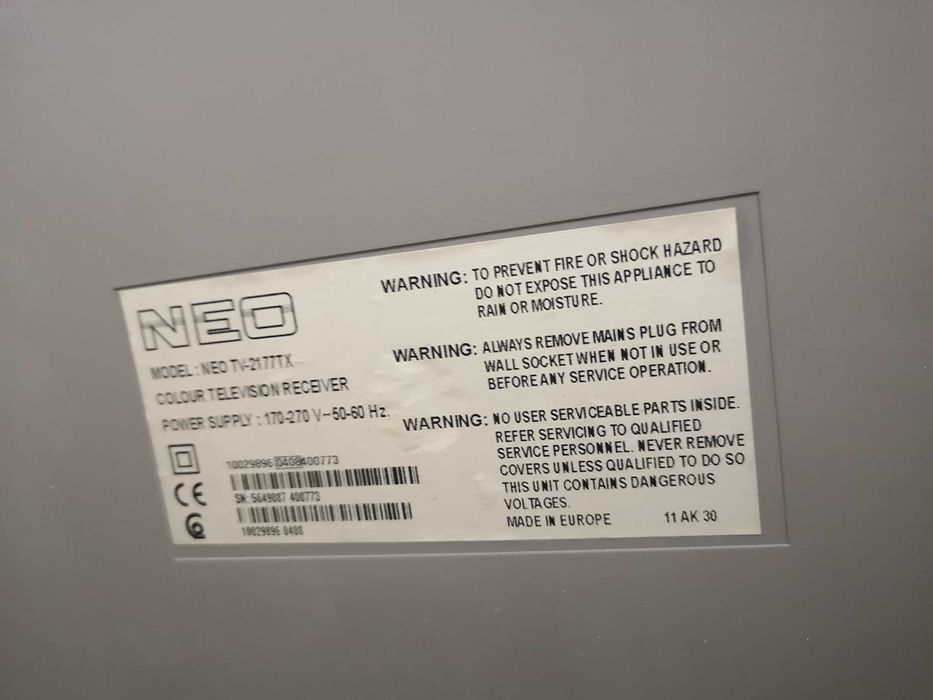 NEO
MODEL : NEO TV-2177TX
COLOUR TELEVISION RECEIVER
POWER SUPPLY : 170-270 V~50-60 Hz.
CE
10029896 0408400773
SN: 5649087 400773
10029896 0408
WARNING: TO PREVENT FIRE OR SHOCK HAZARD
DO NOT EXPOSE THIS APPLIANCE TO
RAIN OR MOISTURE.
WARNING: ALWAYS REMOVE MAINS PLUG FROM
WALL SOCKET WHEN NOT IN USE OR
BEFORE ANY SERVICE OPERATION.
WARNING: NO USER SERVICEABLE PARTS INSIDE.
REFER SERVICING TO QUALIFIED
SERVICE PERSONNEL. NEVER REMOVE
COVERS UNLESS QUALIFIED TO DO SO
THIS UNIT CONTAINS DANGEROUS
VOLTAGES.
MADE IN EUROPE 11 AK 30